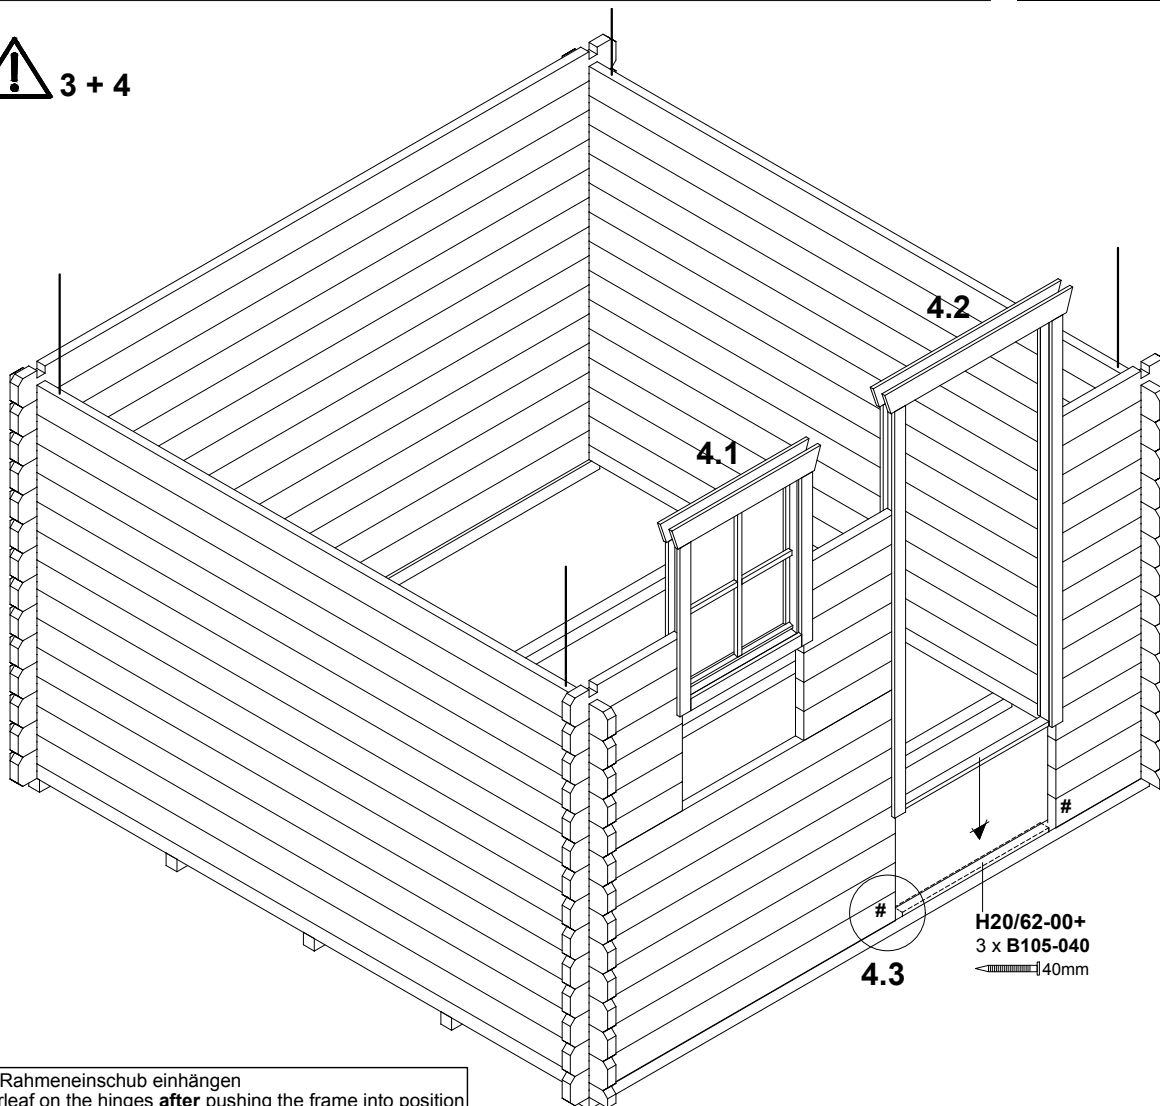 3 + 4
4.2
4.1
#
#
H20/62-00+
3 x B105-040
40mm
4.3
Rahmeneinschub einhängen
on the hinges after pushing the frame into position